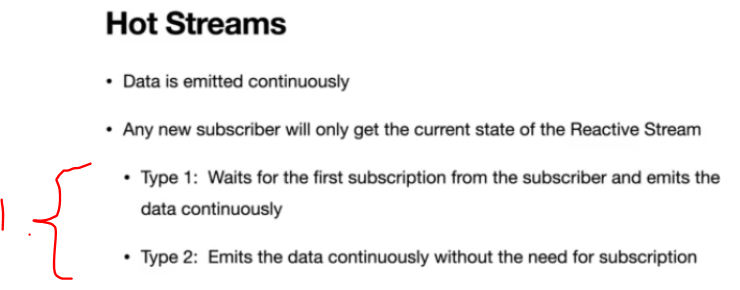 Hot Streams
• Data is emitted continuously
• Any new subscriber will only get the current state of the Reactive Stream
• Type 1: Waits for the first subscription from the subscriber and emits the
data continuously
1.
• Type 2: Emits the data continuously without the need for subscription